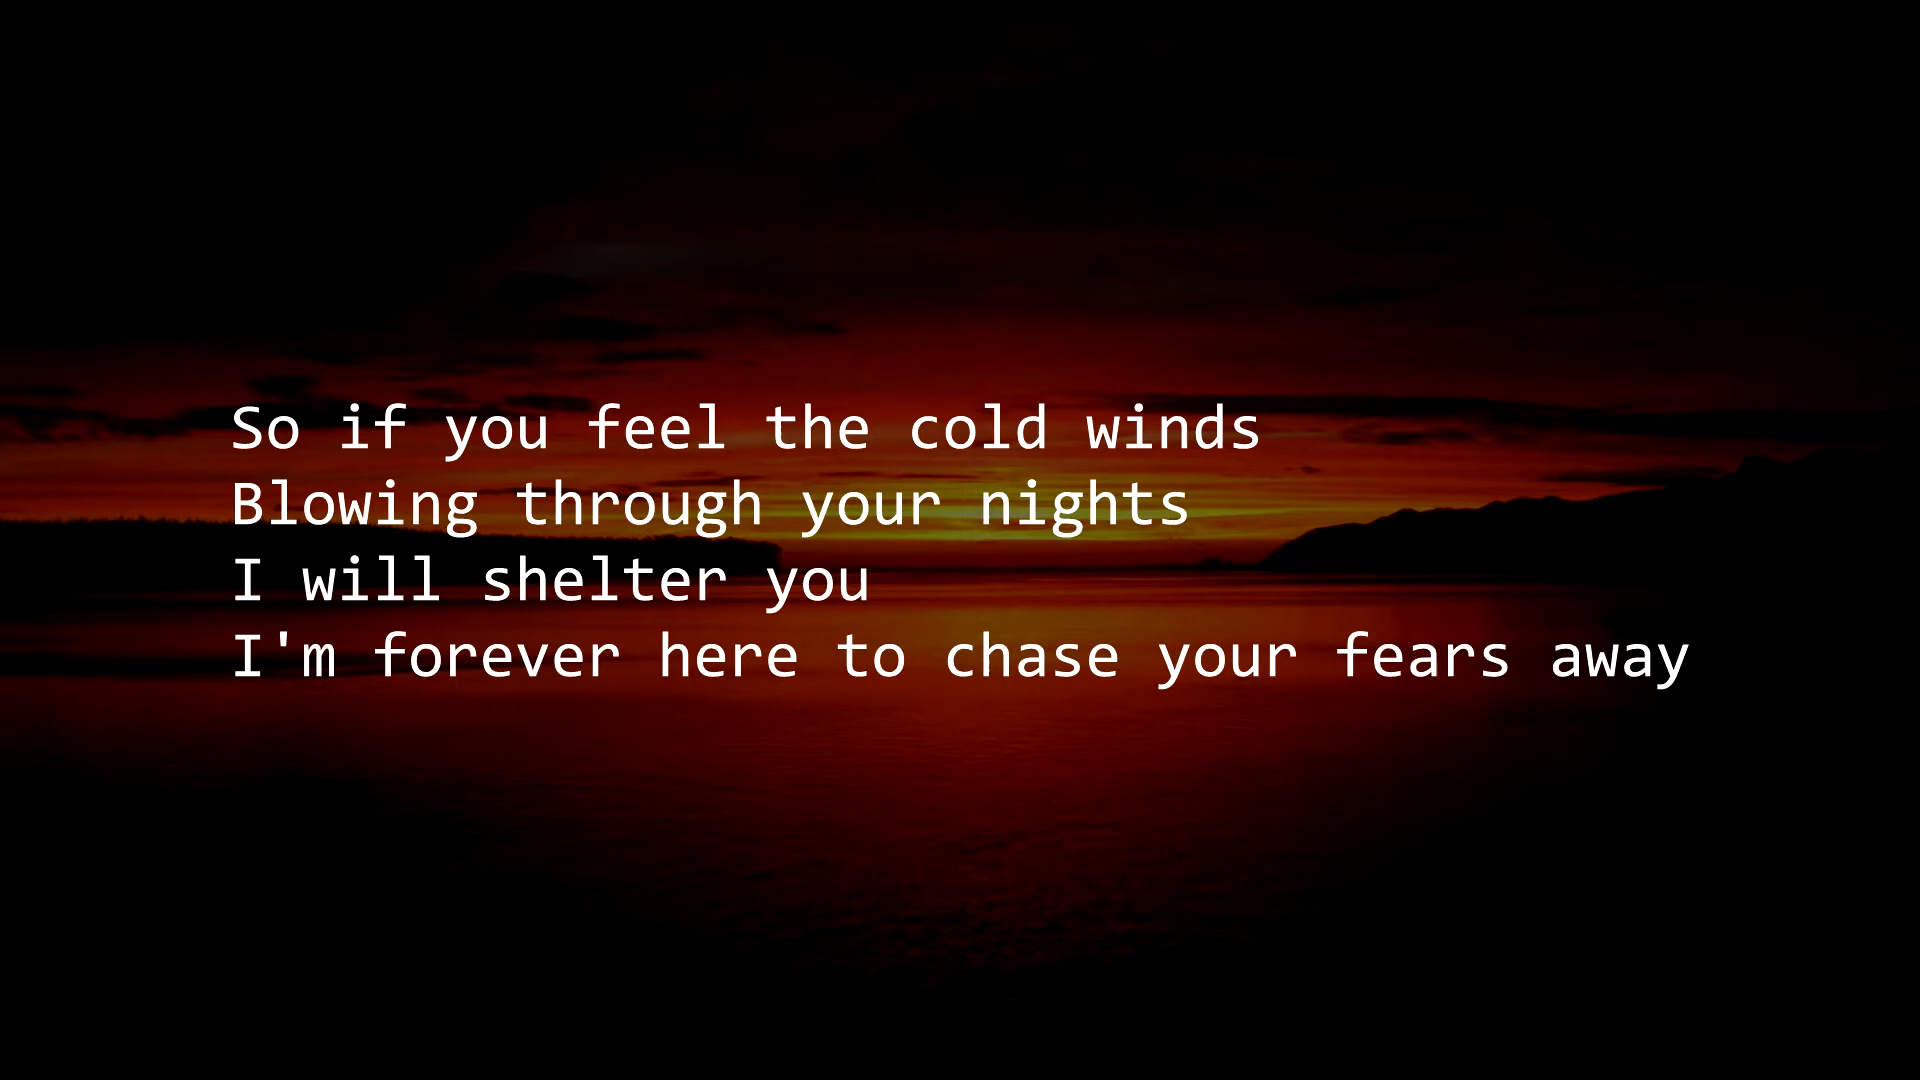 So if you feel the cold winds
Blowing through your nights
I will shelter you
I'm forever here to chase your fears away